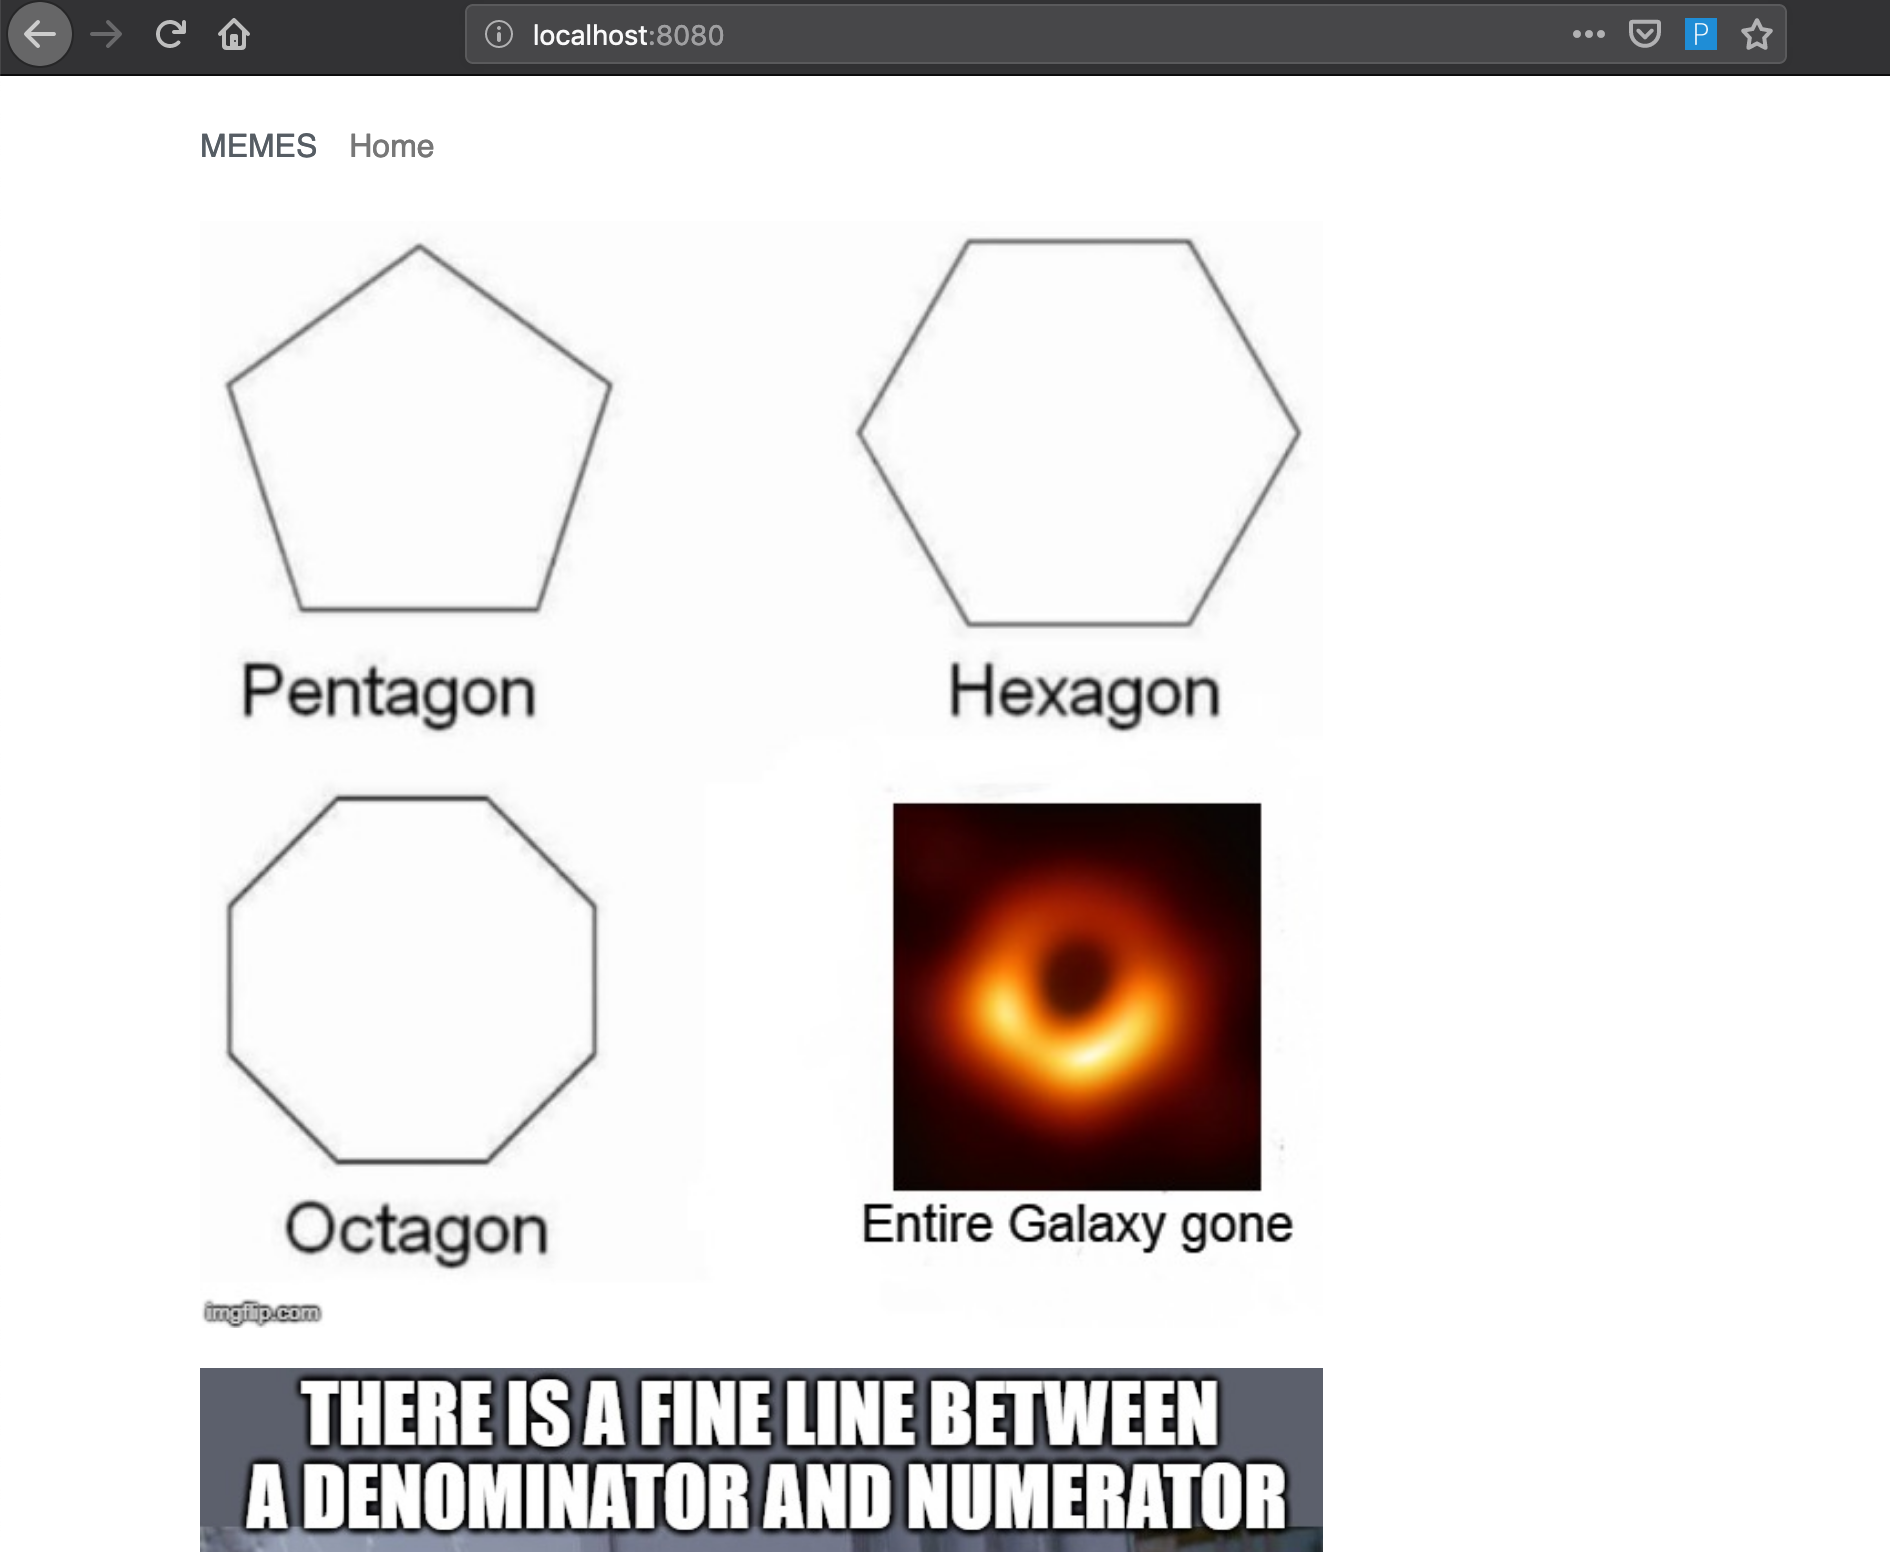 localhost:8080
P
MEMES Home
Pentagon
Hexagon
Octagon
Entire Galaxy gone
imgflip.com
THERE IS A FINE LINE BETWEEN
A DENOMINATOR AND NUMERATOR